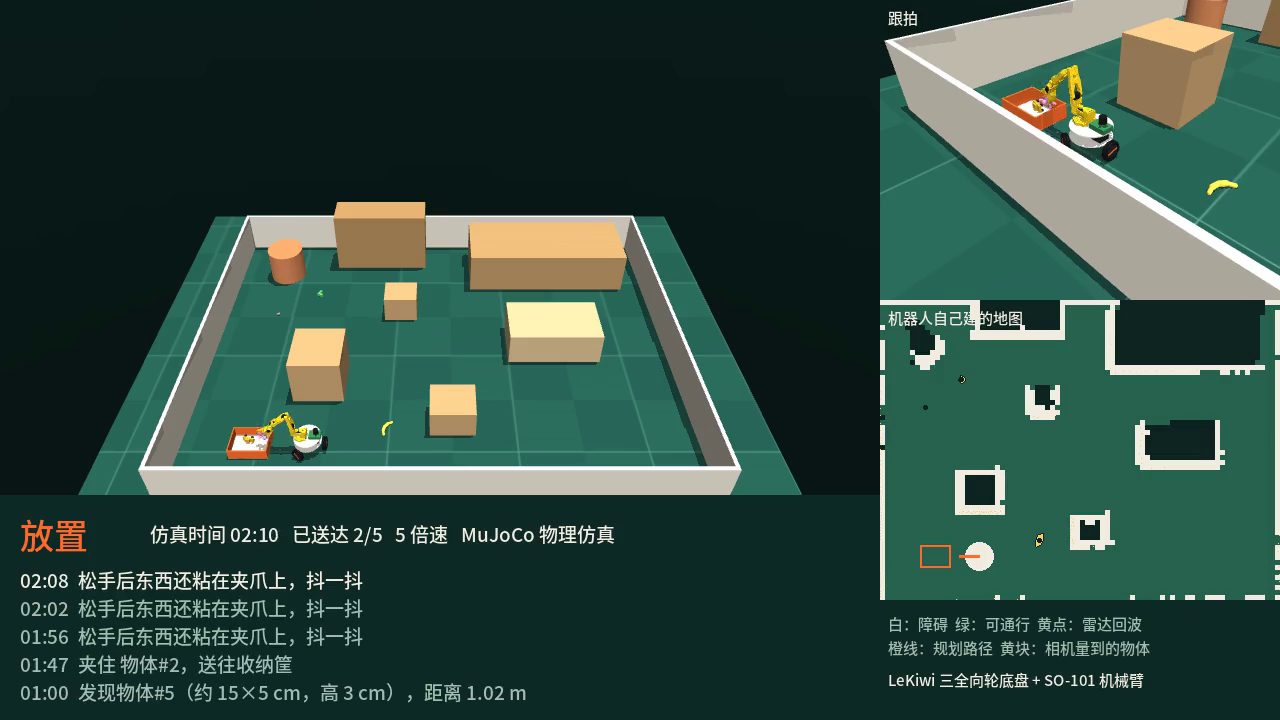 跟拍
机器人自己建的地图
放置
仿真时间 02:10 已送达 2/5 5 倍速 MuJoCo 物理仿真
02:08 松手后东西还粘在夹爪上，抖一抖
02:02 松手后东西还粘在夹爪上，抖一抖
01:56 松手后东西还粘在夹爪上，抖一抖
01:47 夹住 物体#2，送往收纳筐
01:00 发现物体#5（约 15×5 cm，高 3 cm），距离 1.02 m
白：障碍 绿：可通行 黄点：雷达回波
橙线：规划路径 黄块：相机量到的物体
LeKiwi 三全向轮底盘 + SO-101 机械臂